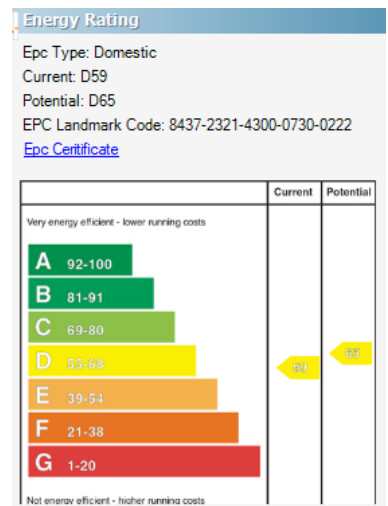 Energy Rating
Epc Type: Domestic
Current: D59
Potential: D65
EPC Landmark Code: 8437-2321-4300-0730-0222
Epc Ceritificate
Current Potential
Very energy efficient - lower running costs
A 92-100
B 81-91
C 69-80
D 55-68
E 39-54
F 21-38
G 1-20
59
65
Not energy efficient - higher running costs